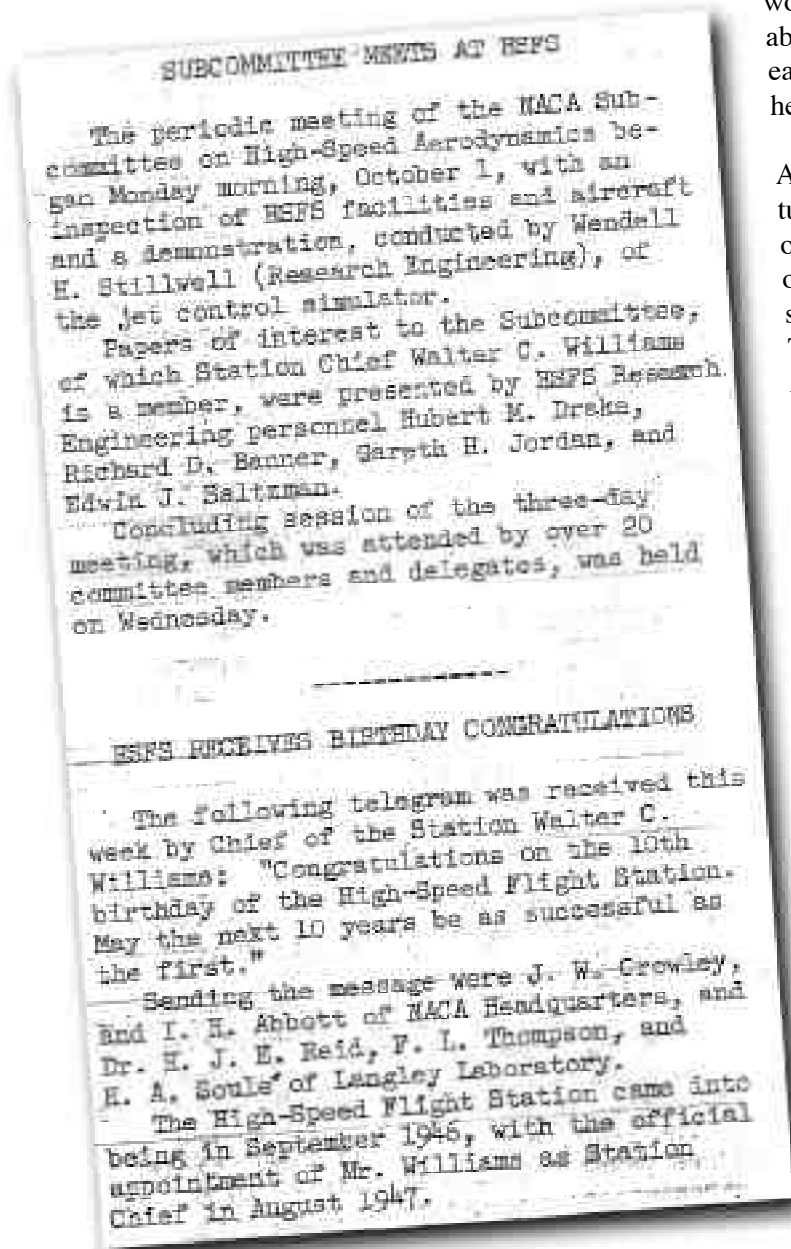 SUBCOMMITTEE MEETS AT HSFS
The periodic meeting of the NACA Sub-
committee on High-Speed Aerodynamics be-
gan Monday morning, October 1, with an
inspection of HSFS facilities and aircraft
and a demonstration, conducted by Wendell
H. Stillwell (Research Engineering), of
the jet control simulator.
Papers of interest to the Subcommittee,
of which Station Chief Walter C. Williams
is a member, were presented by HSFS Research
Engineering personnel Hubert M. Drake,
Richard D. Banner, Gareth H. Jordan, and
Edwin J. Saltzman.
Concluding session of the three-day
meeting, which was attended by over 20
committee members and delegates, was held
on Wednesday.
-------------
HSFS RECEIVES BIRTHDAY CONGRATULATIONS
The following telegram was received this
week by Chief of the Station Walter C.
Williams: "Congratulations on the 10th
birthday of the High-Speed Flight Station.
May the next 10 years be as successful as
the first."
Sending the message were J. W. Crowley,
and I. H. Abbott of NACA Headquarters, and
Dr. H. J. E. Reid, F. L. Thompson, and
H. A. Soule' of Langley Laboratory.
The High-Speed Flight Station came into
being in September 1946, with the official
appointment of Mr. Williams as Station
Chief in August 1947.